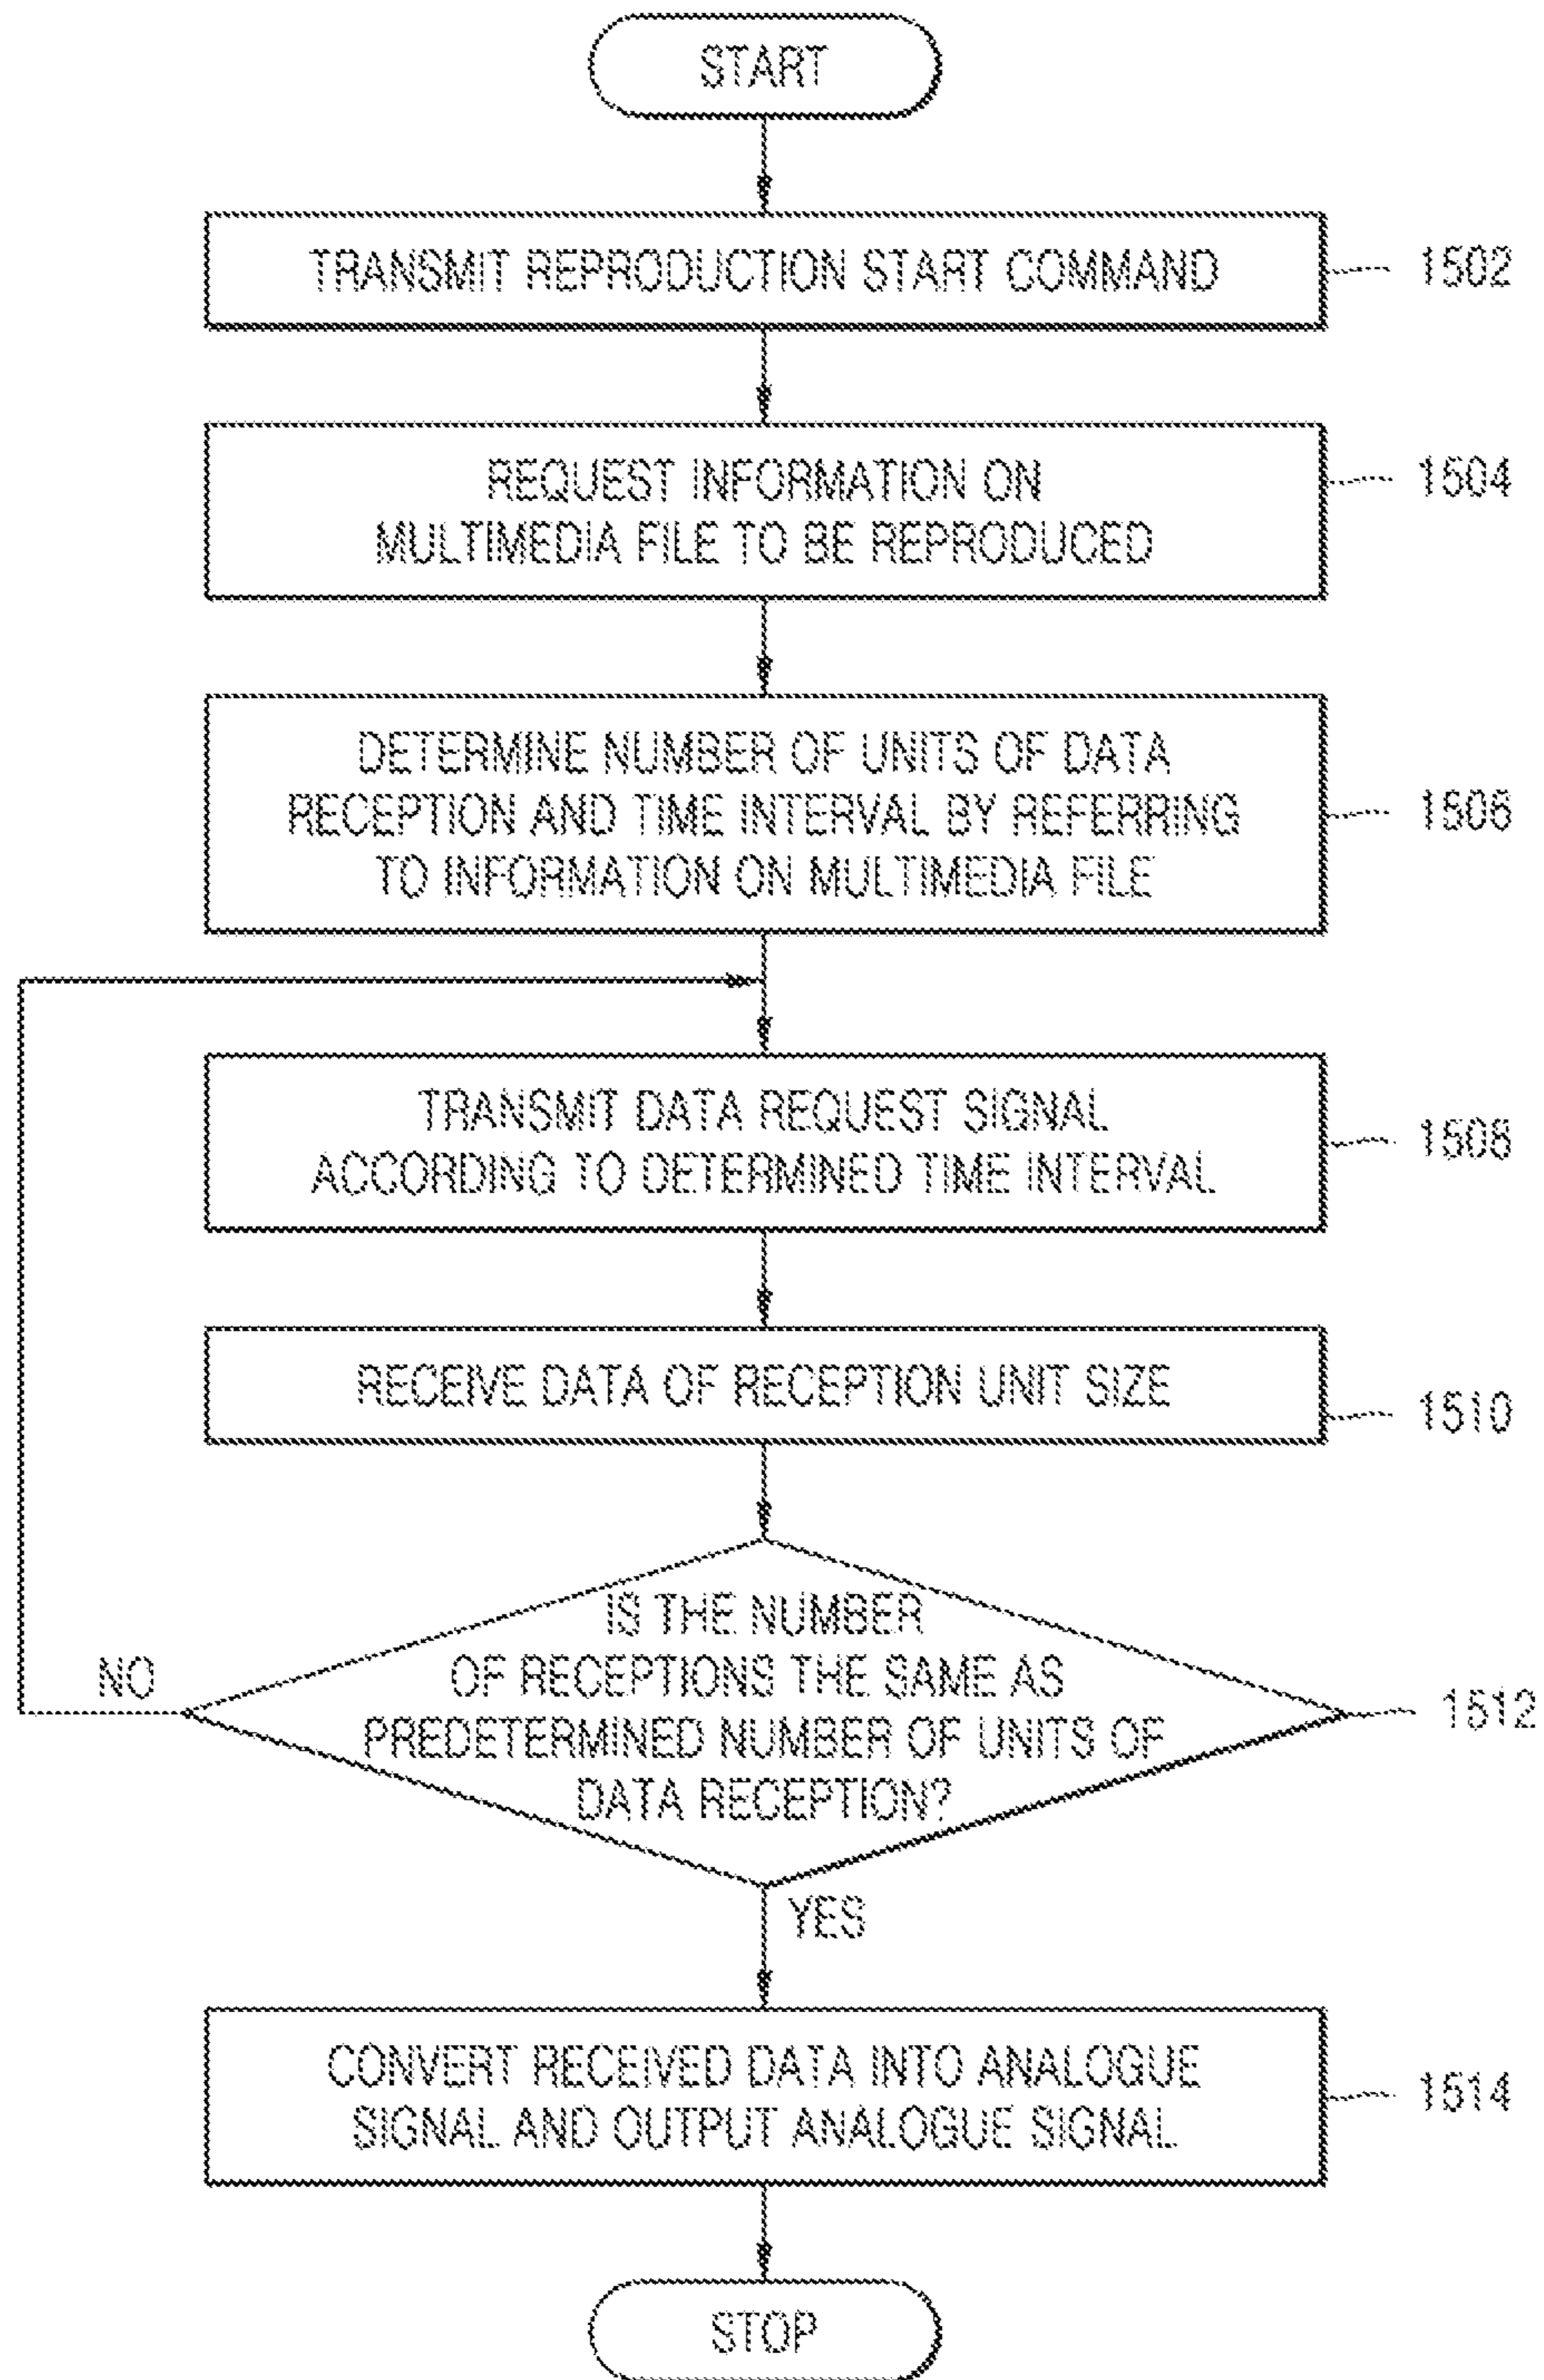 START
TRANSMIT REPRODUCTION START COMMAND
1502
REQUEST INFORMATION ON
MULTIMEDIA FILE TO BE REPRODUCED
1504
DETERMINE NUMBER OF UNITS OF DATA
RECEPTION AND TIME INTERVAL BY REFERRING
TO INFORMATION ON MULTIMEDIA FILE
1506
TRANSMIT DATA REQUEST SIGNAL
ACCORDING TO DETERMINED TIME INTERVAL
1508
RECEIVE DATA OF RECEPTION UNIT SIZE
1510
IS THE NUMBER
OF RECEPTIONS THE SAME AS
PREDETERMINED NUMBER OF UNITS OF
DATA RECEPTION?
1512
NO
YES
CONVERT RECEIVED DATA INTO ANALOGUE
SIGNAL AND OUTPUT ANALOGUE SIGNAL
1514
STOP